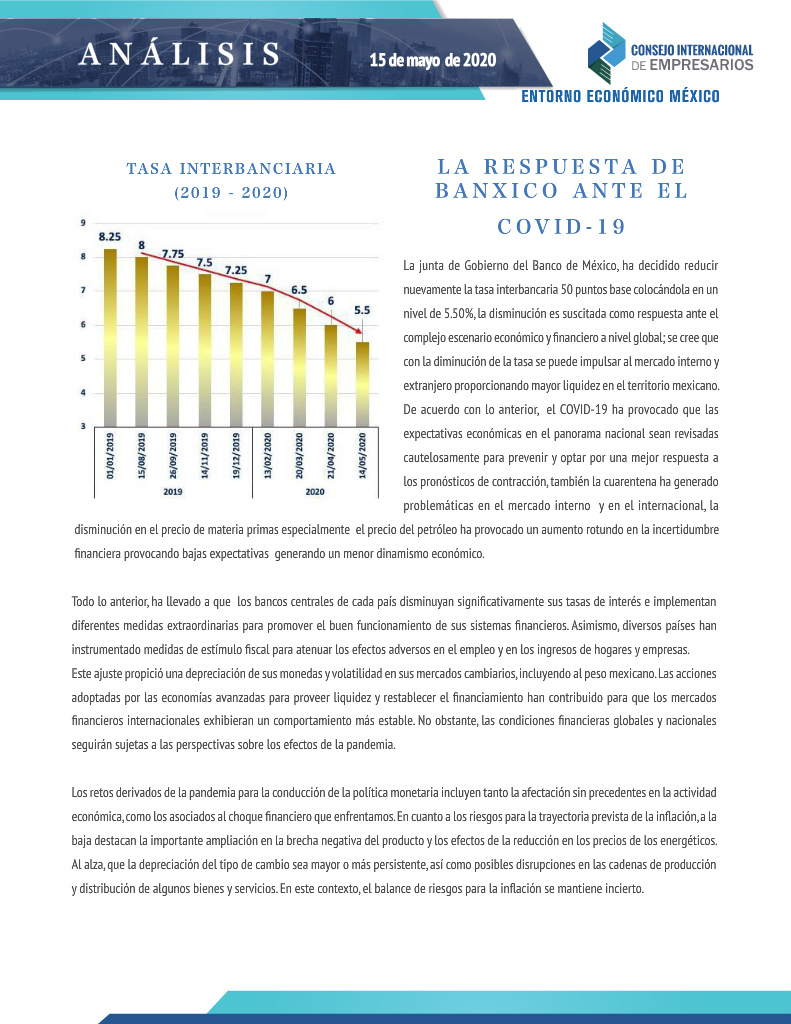 ANÁLISIS
15 de mayo de 2020
CONSEJO INTERNACIONAL
DE EMPRESARIOS
ENTORNO ECONÓMICO MÉXICO
TASA INTERBANCIARIA
(2019 - 2020)
9
8
7
6
5
4
3
8.25
8
7.75
7.5
7.25
7
6.5
6
5.5
01/01/2019
15/08/2019
26/09/2019
14/11/2019
19/12/2019
13/02/2020
20/03/2020
21/04/2020
14/05/2020
2019
2020
LA RESPUESTA DE
BANXICO ANTE EL
COVID-19
La junta de Gobierno del Banco de México, ha decidido reducir
nuevamente la tasa interbancaria 50 puntos base colocándola en un
nivel de 5.50%, la disminución es suscitada como respuesta ante el
complejo escenario económico y financiero a nivel global; se cree que
con la diminución de la tasa se puede impulsar al mercado interno y
extranjero proporcionando mayor liquidez en el territorio mexicano.
De acuerdo con lo anterior, el COVID-19 ha provocado que las
expectativas económicas en el panorama nacional sean revisadas
cautelosamente para prevenir y optar por una mejor respuesta a
los pronósticos de contracción, también la cuarentena ha generado
problemáticas en el mercado interno y en el internacional, la
disminución en el precio de materia primas especialmente el precio del petróleo ha provocado un aumento rotundo en la incertidumbre
financiera provocando bajas expectativas generando un menor dinamismo económico.
Todo lo anterior, ha llevado a que los bancos centrales de cada país disminuyan significativamente sus tasas de interés e implementan
diferentes medidas extraordinarias para promover el buen funcionamiento de sus sistemas financieros. Asimismo, diversos países han
instrumentado medidas de estímulo fiscal para atenuar los efectos adversos en el empleo y en los ingresos de hogares y empresas.
Este ajuste propició una depreciación de sus monedas y volatilidad en sus mercados cambiarios, incluyendo al peso mexicano. Las acciones
adoptadas por las economías avanzadas para proveer liquidez y restablecer el financiamiento han contribuido para que los mercados
financieros internacionales exhibieran un comportamiento más estable. No obstante, las condiciones financieras globales y nacionales
seguirán sujetas a las perspectivas sobre los efectos de la pandemia.
Los retos derivados de la pandemia para la conducción de la política monetaria incluyen tanto la afectación sin precedentes en la actividad
económica, como los asociados al choque financiero que enfrentamos. En cuanto a los riesgos para la trayectoria prevista de la inflación, a la
baja destacan la importante ampliación en la brecha negativa del producto y los efectos de la reducción en los precios de los energéticos.
Al alza, que la depreciación del tipo de cambio sea mayor o más persistente, así como posibles disrupciones en las cadenas de producción
y distribución de algunos bienes y servicios. En este contexto, el balance de riesgos para la inflación se mantiene incierto.